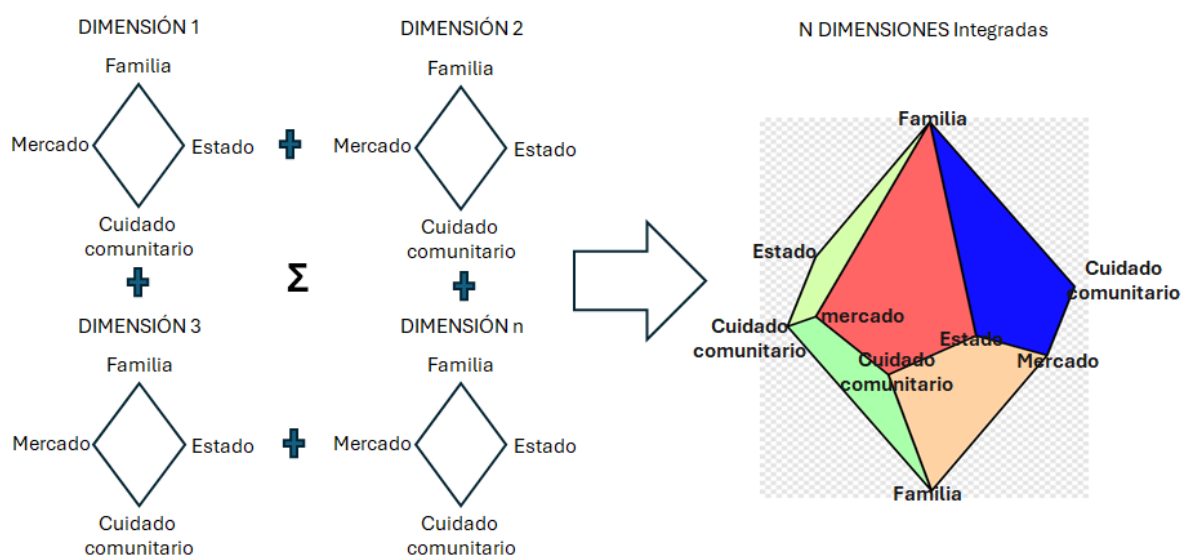 DIMENSIÓN 1
Familia
Mercado
Estado
Cuidado
comunitario
DIMENSIÓN 2
Familia
Mercado
Estado
Cuidado
comunitario
Σ
DIMENSIÓN 3
Familia
Mercado
Estado
Cuidado
comunitario
DIMENSIÓN n
Familia
Mercado
Estado
Cuidado
comunitario
N DIMENSIONES Integradas
Familia
Estado
Cuidado
comunitario
Cuidado
comunitario
mercado
Estado
Mercado
Cuidado
comunitario
Familia